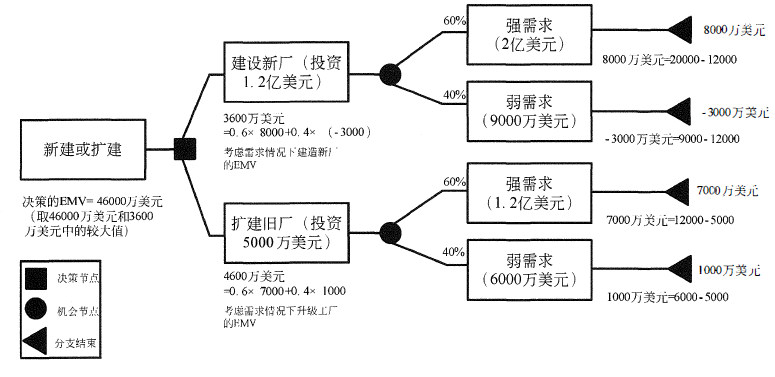 60%
强需求
(2亿美元)
8000万美元
8000万美元=20000-12000
建设新厂（投资
1.2亿美元）
3600万美元
=0.6× 8000+0.4× （-3000）
考虑需求情况下建造新厂
的EMV
40%
弱需求
(9000万美元)
-3000万美元
-3000万美元=9000-12000
新建或扩建
决策的EMV= 46000万美元
（取46000万美元和3600
万美元中的较大值）
60%
强需求
(1.2亿美元)
7000万美元
7000万美元=12000-5000
扩建旧厂（投资
5000万美元）
4600万美元
=0.6× 7000+0.4× 1000
考虑需求情况下升级工厂
的EMV
40%
弱需求
(6000万美元)
1000万美元
1000万美元=6000-5000
决策节点
机会节点
分支结束